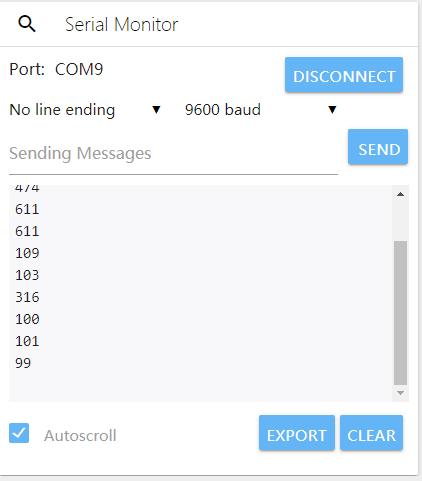 Serial Monitor
Port: COM9
DISCONNECT
No line ending
9600 baud
Sending Messages
SEND
474
611
611
109
103
316
100
101
99
Autoscroll
EXPORT
CLEAR